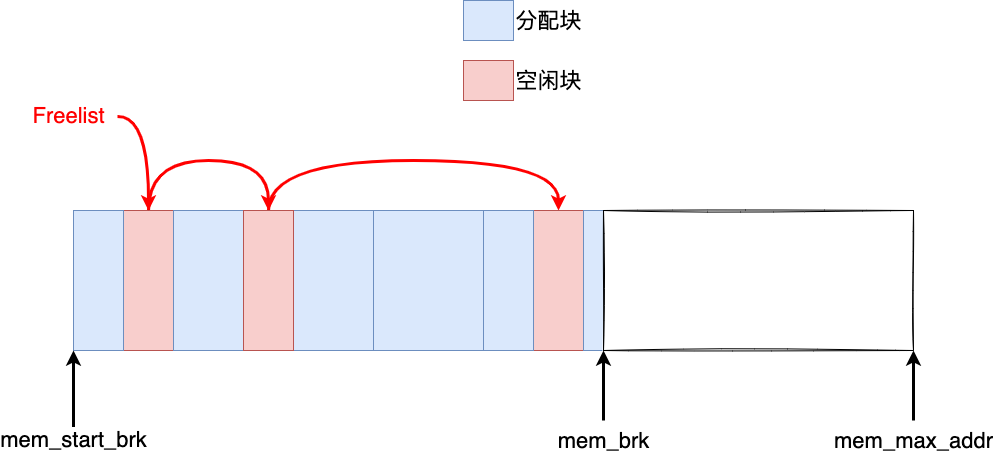 分配块
空闲块
Freelist
mem_start_brk
mem_brk
mem_max_addr